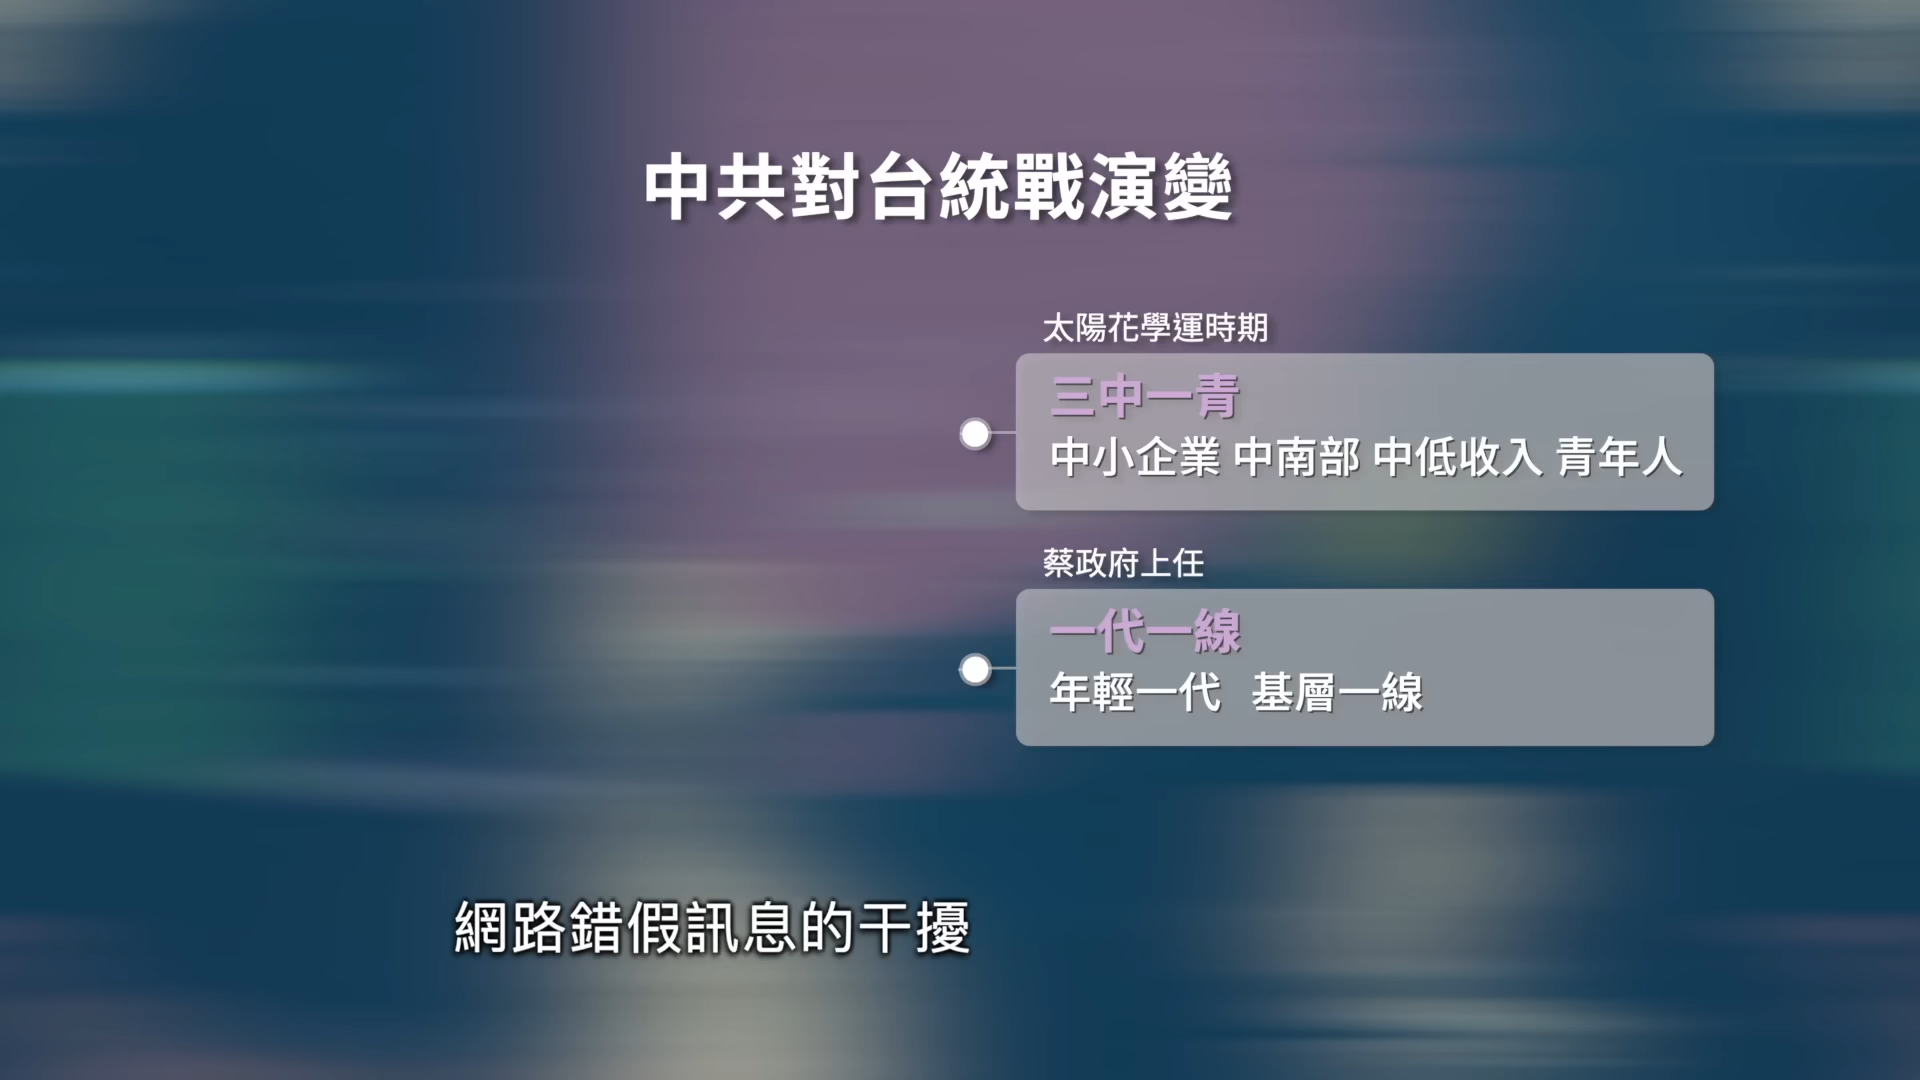 中共對台統戰演變
太陽花學運時期
三中一青
中小企業 中南部 中低收入 青年人
蔡政府上任
一代一線
年輕一代 基層一線
網路錯假訊息的干擾